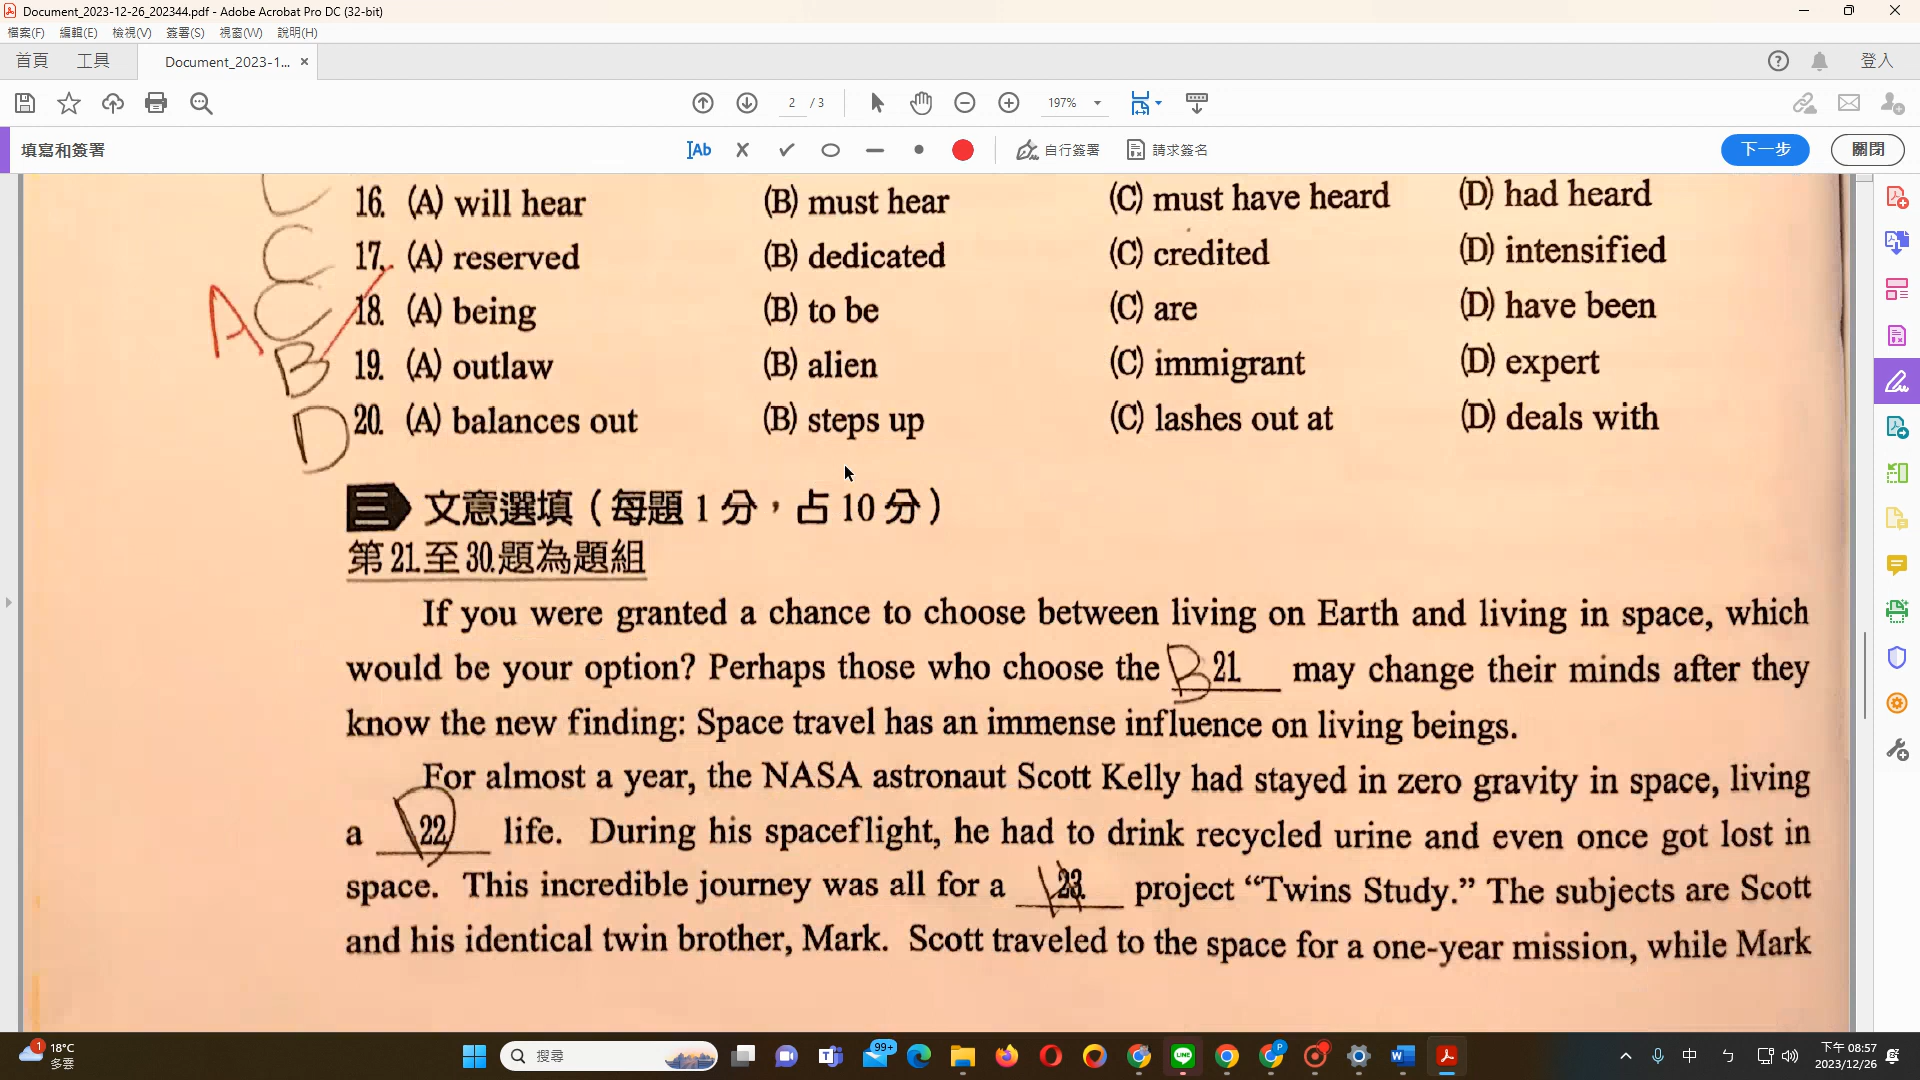 Document_2023-12-26_202344.pdf - Adobe Acrobat Pro DC (32-bit)
檔案(F) 編輯(E) 檢視(V) 簽署(S) 視窗(W) 說明(H)
首頁 工具 Document_2023-1... × 登入
2 / 3 197%
填寫和簽署 Ab 自行簽署 請求簽名 下一步 關閉
16. (A) will hear (B) must hear (C) must have heard (D) had heard
C 17. (A) reserved (B) dedicated (C) credited (D) intensified
A C 18. (A) being (B) to be (C) are (D) have been
B 19. (A) outlaw (B) alien (C) immigrant (D) expert
D 20. (A) balances out (B) steps up (C) lashes out at (D) deals with
三 文意選填（每題 1 分，占 10 分）
第 21. 至 30. 題為題組
If you were granted a chance to choose between living on Earth and living in space, which
would be your option? Perhaps those who choose the B 21. may change their minds after they
know the new finding: Space travel has an immense influence on living beings.
For almost a year, the NASA astronaut Scott Kelly had stayed in zero gravity in space, living
a D 22. life. During his spaceflight, he had to drink recycled urine and even once got lost in
space. This incredible journey was all for a 23. project “Twins Study.” The subjects are Scott
and his identical twin brother, Mark. Scott traveled to the space for a one-year mission, while Mark
1 18°C
多雲
搜尋
99+
中
下午 08:57
2023/12/26